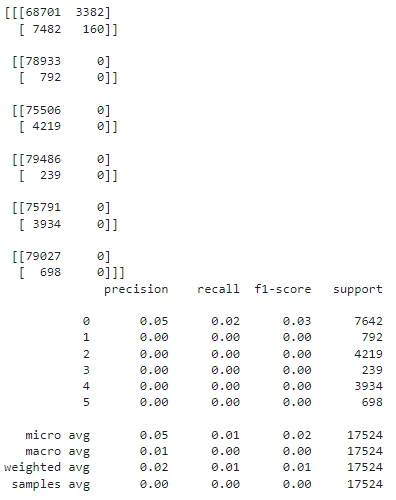 [[[68701  3382]
  [ 7482   160]]

 [[78933     0]
  [  792     0]]

 [[75506     0]
  [ 4219     0]]

 [[79486     0]
  [  239     0]]

 [[75791     0]
  [ 3934     0]]

 [[79027     0]
  [  698     0]]]
              precision    recall  f1-score   support

           0       0.05      0.02      0.03      7642
           1       0.00      0.00      0.00       792
           2       0.00      0.00      0.00      4219
           3       0.00      0.00      0.00       239
           4       0.00      0.00      0.00      3934
           5       0.00      0.00      0.00       698

   micro avg       0.05      0.01      0.02     17524
   macro avg       0.01      0.00      0.00     17524
weighted avg       0.02      0.01      0.01     17524
 samples avg       0.00      0.00      0.00     17524